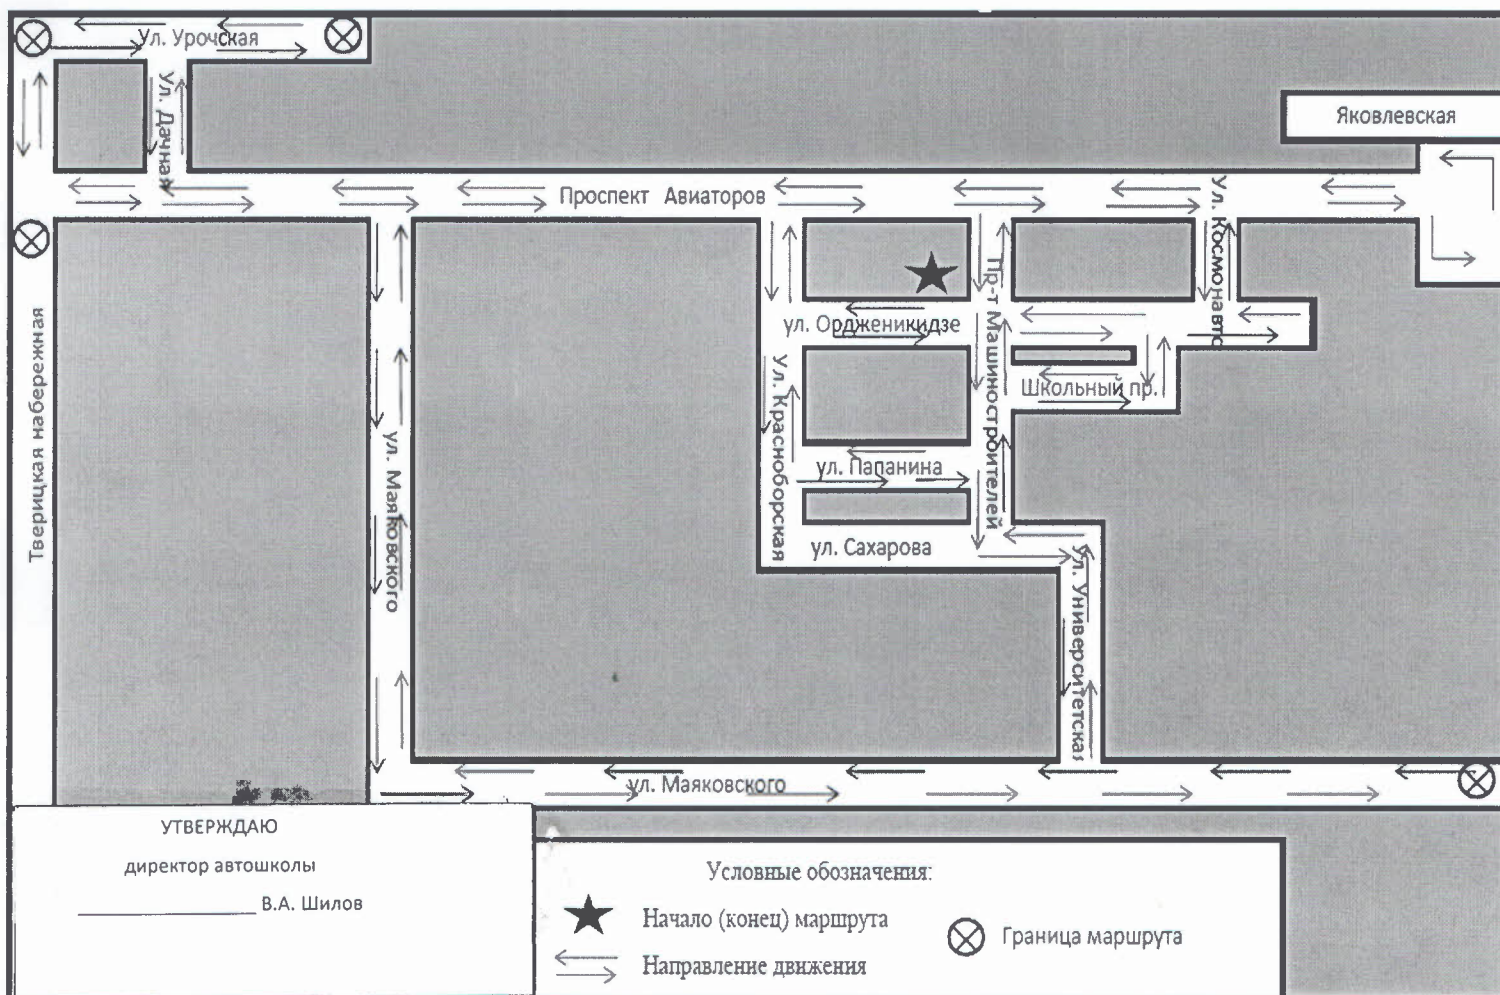 Ул. Урочская
Ул. Дачная
Яковлевская
Проспект Авиаторов
Ул. Космонавтс
Тверицкая набережная
ул. Маяковского
ул. Орджоникидзе
Ул. Красноборская
Пр-т Машиностроителей
Школьный пр.
ул. Папанина
ул. Сахарова
Ул. Университетская
ул. Маяковского
УТВЕРЖДАЮ
директор автошколы
В.А. Шилов
Условные обозначения:
Начало (конец) маршрута
Направление движения
Граница маршрута